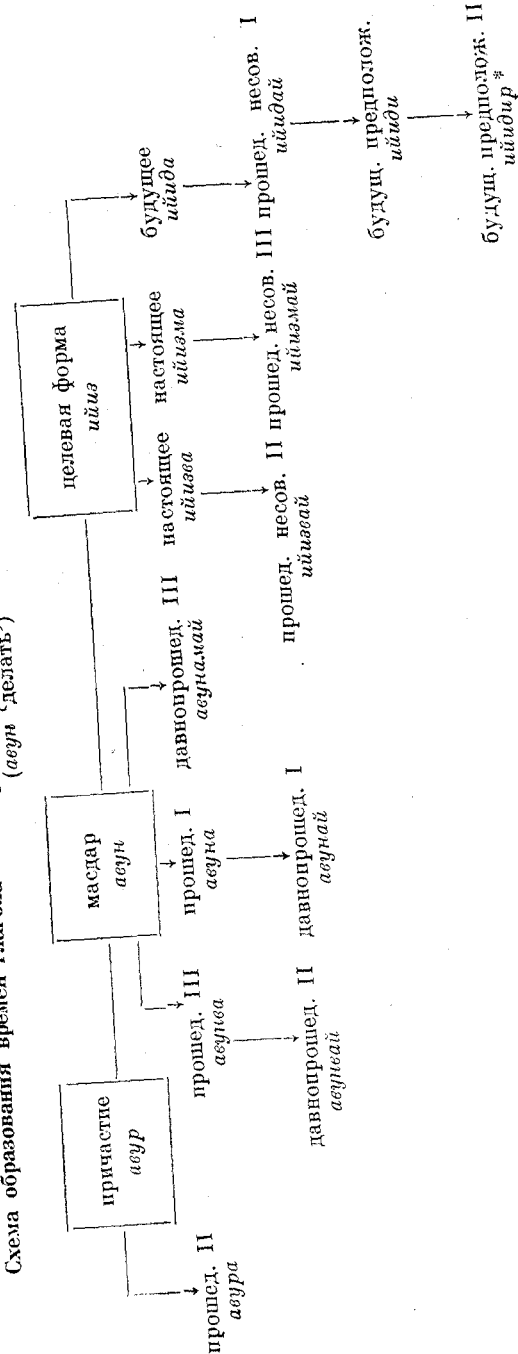 Схема образования времен глагола
(авун ‘делать’)
причастие
авур
масдар
авун
целевая форма
ийиз
прошед. II
авура
прошед. III
авунва
прошед. I
авуна
давнопрошед. III
авунамай
настоящее
ийизва
настоящее
ийизма
будущее
ийида
давнопрошед. II
авунвай
давнопрошед. I
авунай
прошед. несов. II
ийизвай
прошед. несов. III
ийизмай
прошед. несов. I
ийидай
будущ. предполож.
ийиди
будущ. предполож. II
ийидир *